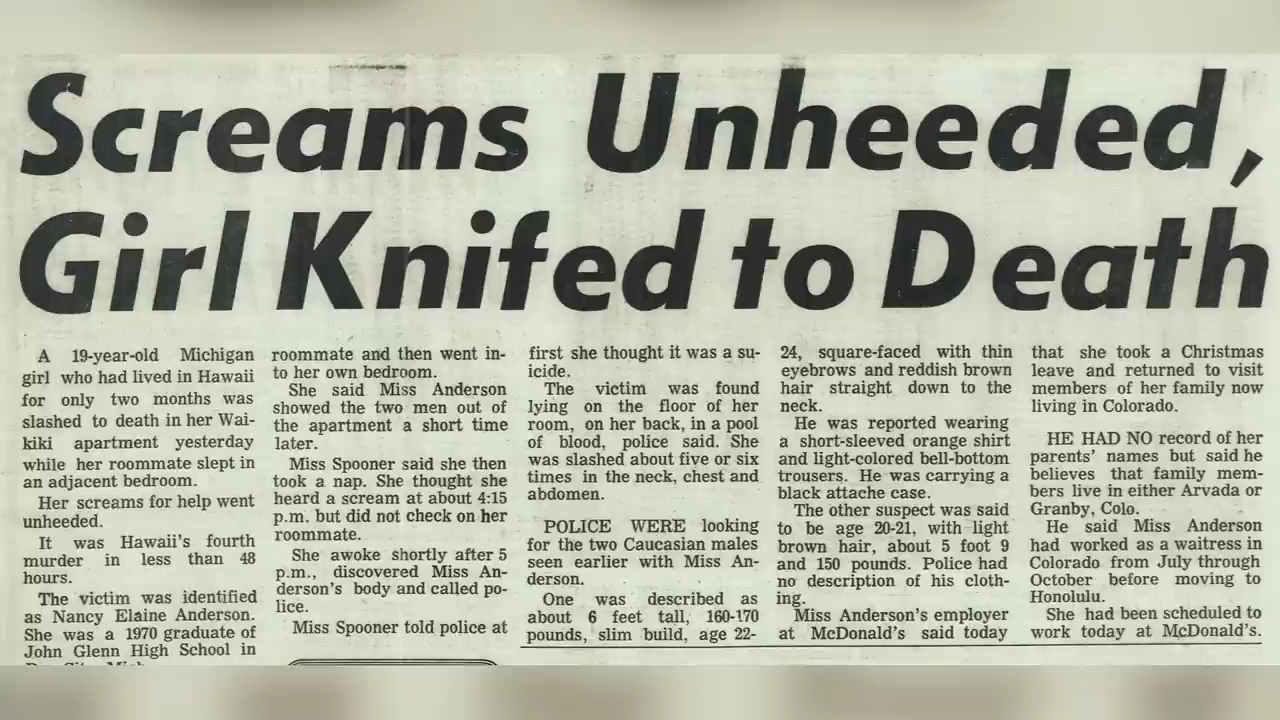 Screams Unheeded,
Girl Knifed to Death
A 19-year-old Michigan
girl who had lived in Hawaii
for only two months was
slashed to death in her Wai-
kiki apartment yesterday
while her roommate slept in
an adjacent bedroom.
Her screams for help went
unheeded.
It was Hawaii's fourth
murder in less than 48
hours.
The victim was identified
as Nancy Elaine Anderson.
She was a 1970 graduate of
John Glenn High School in
roommate and then went in-
to her own bedroom.
She said Miss Anderson
showed the two men out of
the apartment a short time
later.
Miss Spooner said she then
took a nap. She thought she
heard a scream at about 4:15
p.m. but did not check on her
roommate.
She awoke shortly after 5
p.m., discovered Miss An-
derson's body and called po-
lice.
Miss Spooner told police at
first she thought it was a su-
icide.
The victim was found
lying on the floor of her
room, on her back, in a pool
of blood, police said. She
was slashed about five or six
times in the neck, chest and
abdomen.
POLICE WERE looking
for the two Caucasian males
seen earlier with Miss An-
derson.
One was described as
about 6 feet tall, 160-170
pounds, slim build, age 22-
24, square-faced with thin
eyebrows and reddish brown
hair straight down to the
neck.
He was reported wearing
a short-sleeved orange shirt
and light-colored bell-bottom
trousers. He was carrying a
black attache case.
The other suspect was said
to be age 20-21, with light
brown hair, about 5 foot 9
and 150 pounds. Police had
no description of his cloth-
ing.
Miss Anderson's employer
at McDonald's said today
that she took a Christmas
leave and returned to visit
members of her family now
living in Colorado.
HE HAD NO record of her
parents' names but said he
believes that family mem-
bers live in either Arvada or
Granby, Colo.
He said Miss Anderson
had worked as a waitress in
Colorado from July through
October before moving to
Honolulu.
She had been scheduled to
work today at McDonald's.